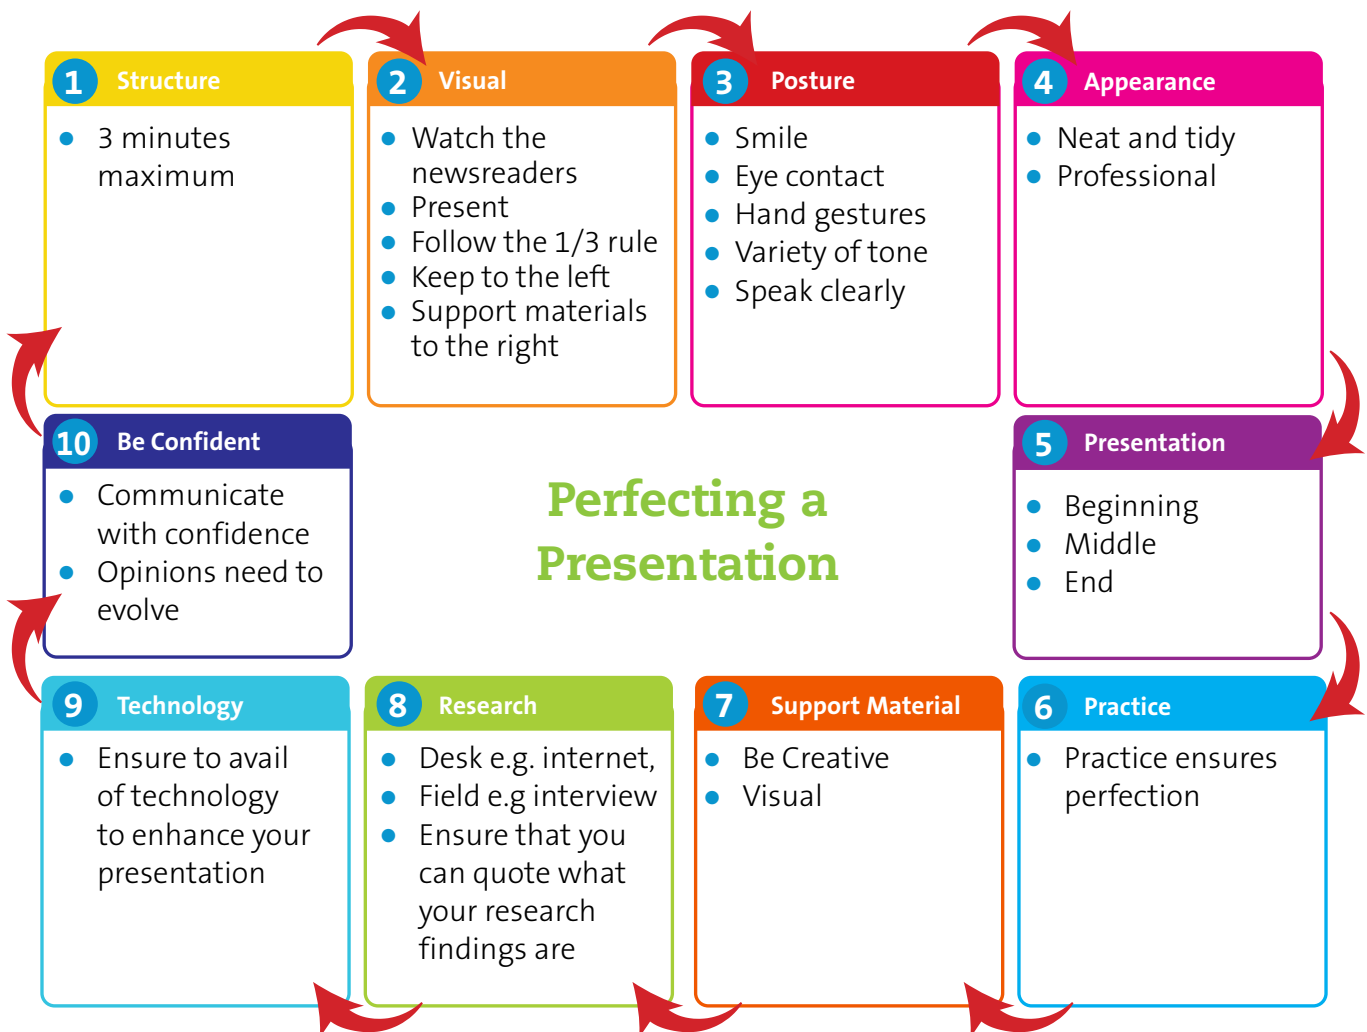 1 Structure
3 minutes
maximum
2 Visual
Watch the
newsreaders
Present
Follow the 1/3 rule
Keep to the left
Support materials
to the right
3 Posture
Smile
Eye contact
Hand gestures
Variety of tone
Speak clearly
4 Appearance
Neat and tidy
Professional
Perfecting a
Presentation
5 Presentation
Beginning
Middle
End
6 Practice
Practice ensures
perfection
7 Support Material
Be Creative
Visual
8 Research
Desk e.g. internet,
Field e.g interview
Ensure that you
can quote what
your research
findings are
9 Technology
Ensure to avail
of technology
to enhance your
presentation
10 Be Confident
Communicate
with confidence
Opinions need to
evolve